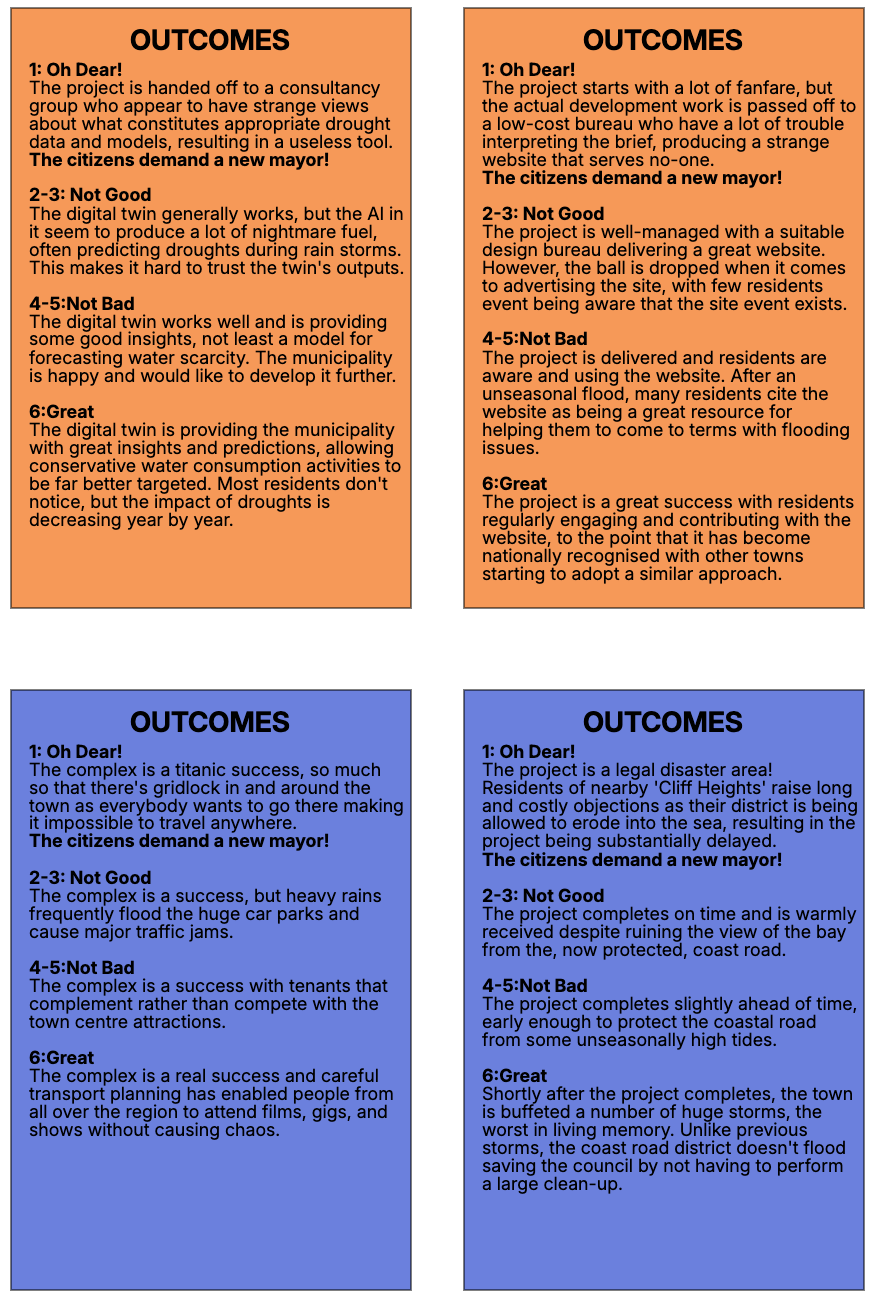 OUTCOMES
1: Oh Dear!
The project is handed off to a consultancy
group who appear to have strange views
about what constitutes appropriate drought
data and models, resulting in a useless tool.
The citizens demand a new mayor!
2-3: Not Good
The digital twin generally works, but the AI in
it seem to produce a lot of nightmare fuel,
often predicting droughts during rain storms.
This makes it hard to trust the twin's outputs.
4-5:Not Bad
The digital twin works well and is providing
some good insights, not least a model for
forecasting water scarcity. The municipality
is happy and would like to develop it further.
6:Great
The digital twin is providing the municipality
with great insights and predictions, allowing
conservative water consumption activities to
be far better targeted. Most residents don't
notice, but the impact of droughts is
decreasing year by year.
OUTCOMES
1: Oh Dear!
The project starts with a lot of fanfare, but
the actual development work is passed off to
a low-cost bureau who have a lot of trouble
interpreting the brief, producing a strange
website that serves no-one.
The citizens demand a new mayor!
2-3: Not Good
The project is well-managed with a suitable
design bureau delivering a great website.
However, the ball is dropped when it comes
to advertising the site, with few residents
event being aware that the site event exists.
4-5:Not Bad
The project is delivered and residents are
aware and using the website. After an
unseasonal flood, many residents cite the
website as being a great resource for
helping them to come to terms with flooding
issues.
6:Great
The project is a great success with residents
regularly engaging and contributing with the
website, to the point that it has become
nationally recognised with other towns
starting to adopt a similar approach.
OUTCOMES
1: Oh Dear!
The complex is a titanic success, so much
so that there's gridlock in and around the
town as everybody wants to go there making
it impossible to travel anywhere.
The citizens demand a new mayor!
2-3: Not Good
The complex is a success, but heavy rains
frequently flood the huge car parks and
cause major traffic jams.
4-5:Not Bad
The complex is a success with tenants that
complement rather than compete with the
town centre attractions.
6:Great
The complex is a real success and careful
transport planning has enabled people from
all over the region to attend films, gigs, and
shows without causing chaos.
OUTCOMES
1: Oh Dear!
The project is a legal disaster area!
Residents of nearby 'Cliff Heights' raise long
and costly objections as their district is being
allowed to erode into the sea, resulting in the
project being substantially delayed.
The citizens demand a new mayor!
2-3: Not Good
The project completes on time and is warmly
received despite ruining the view of the bay
from the, now protected, coast road.
4-5:Not Bad
The project completes slightly ahead of time,
early enough to protect the coastal road
from some unseasonally high tides.
6:Great
Shortly after the project completes, the town
is buffeted a number of huge storms, the
worst in living memory. Unlike previous
storms, the coast road district doesn't flood
saving the council by not having to perform
a large clean-up.